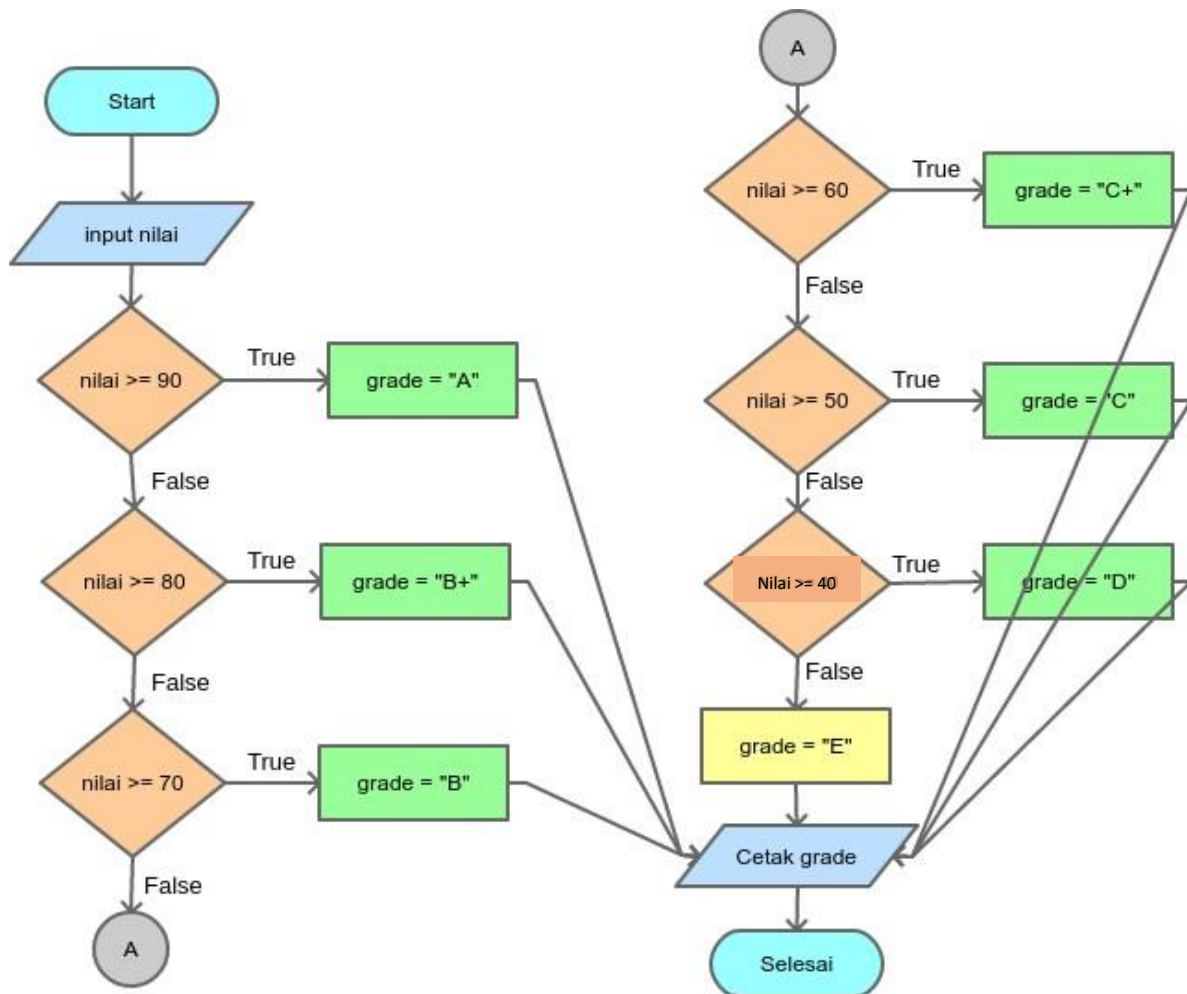 Start
input nilai
nilai >= 90
True
grade = "A"
False
nilai >= 80
True
grade = "B+"
False
nilai >= 70
True
grade = "B"
False
A
A
nilai >= 60
True
grade = "C+"
False
nilai >= 50
True
grade = "C"
False
Nilai >= 40
True
grade = "D"
False
grade = "E"
Cetak grade
Selesai